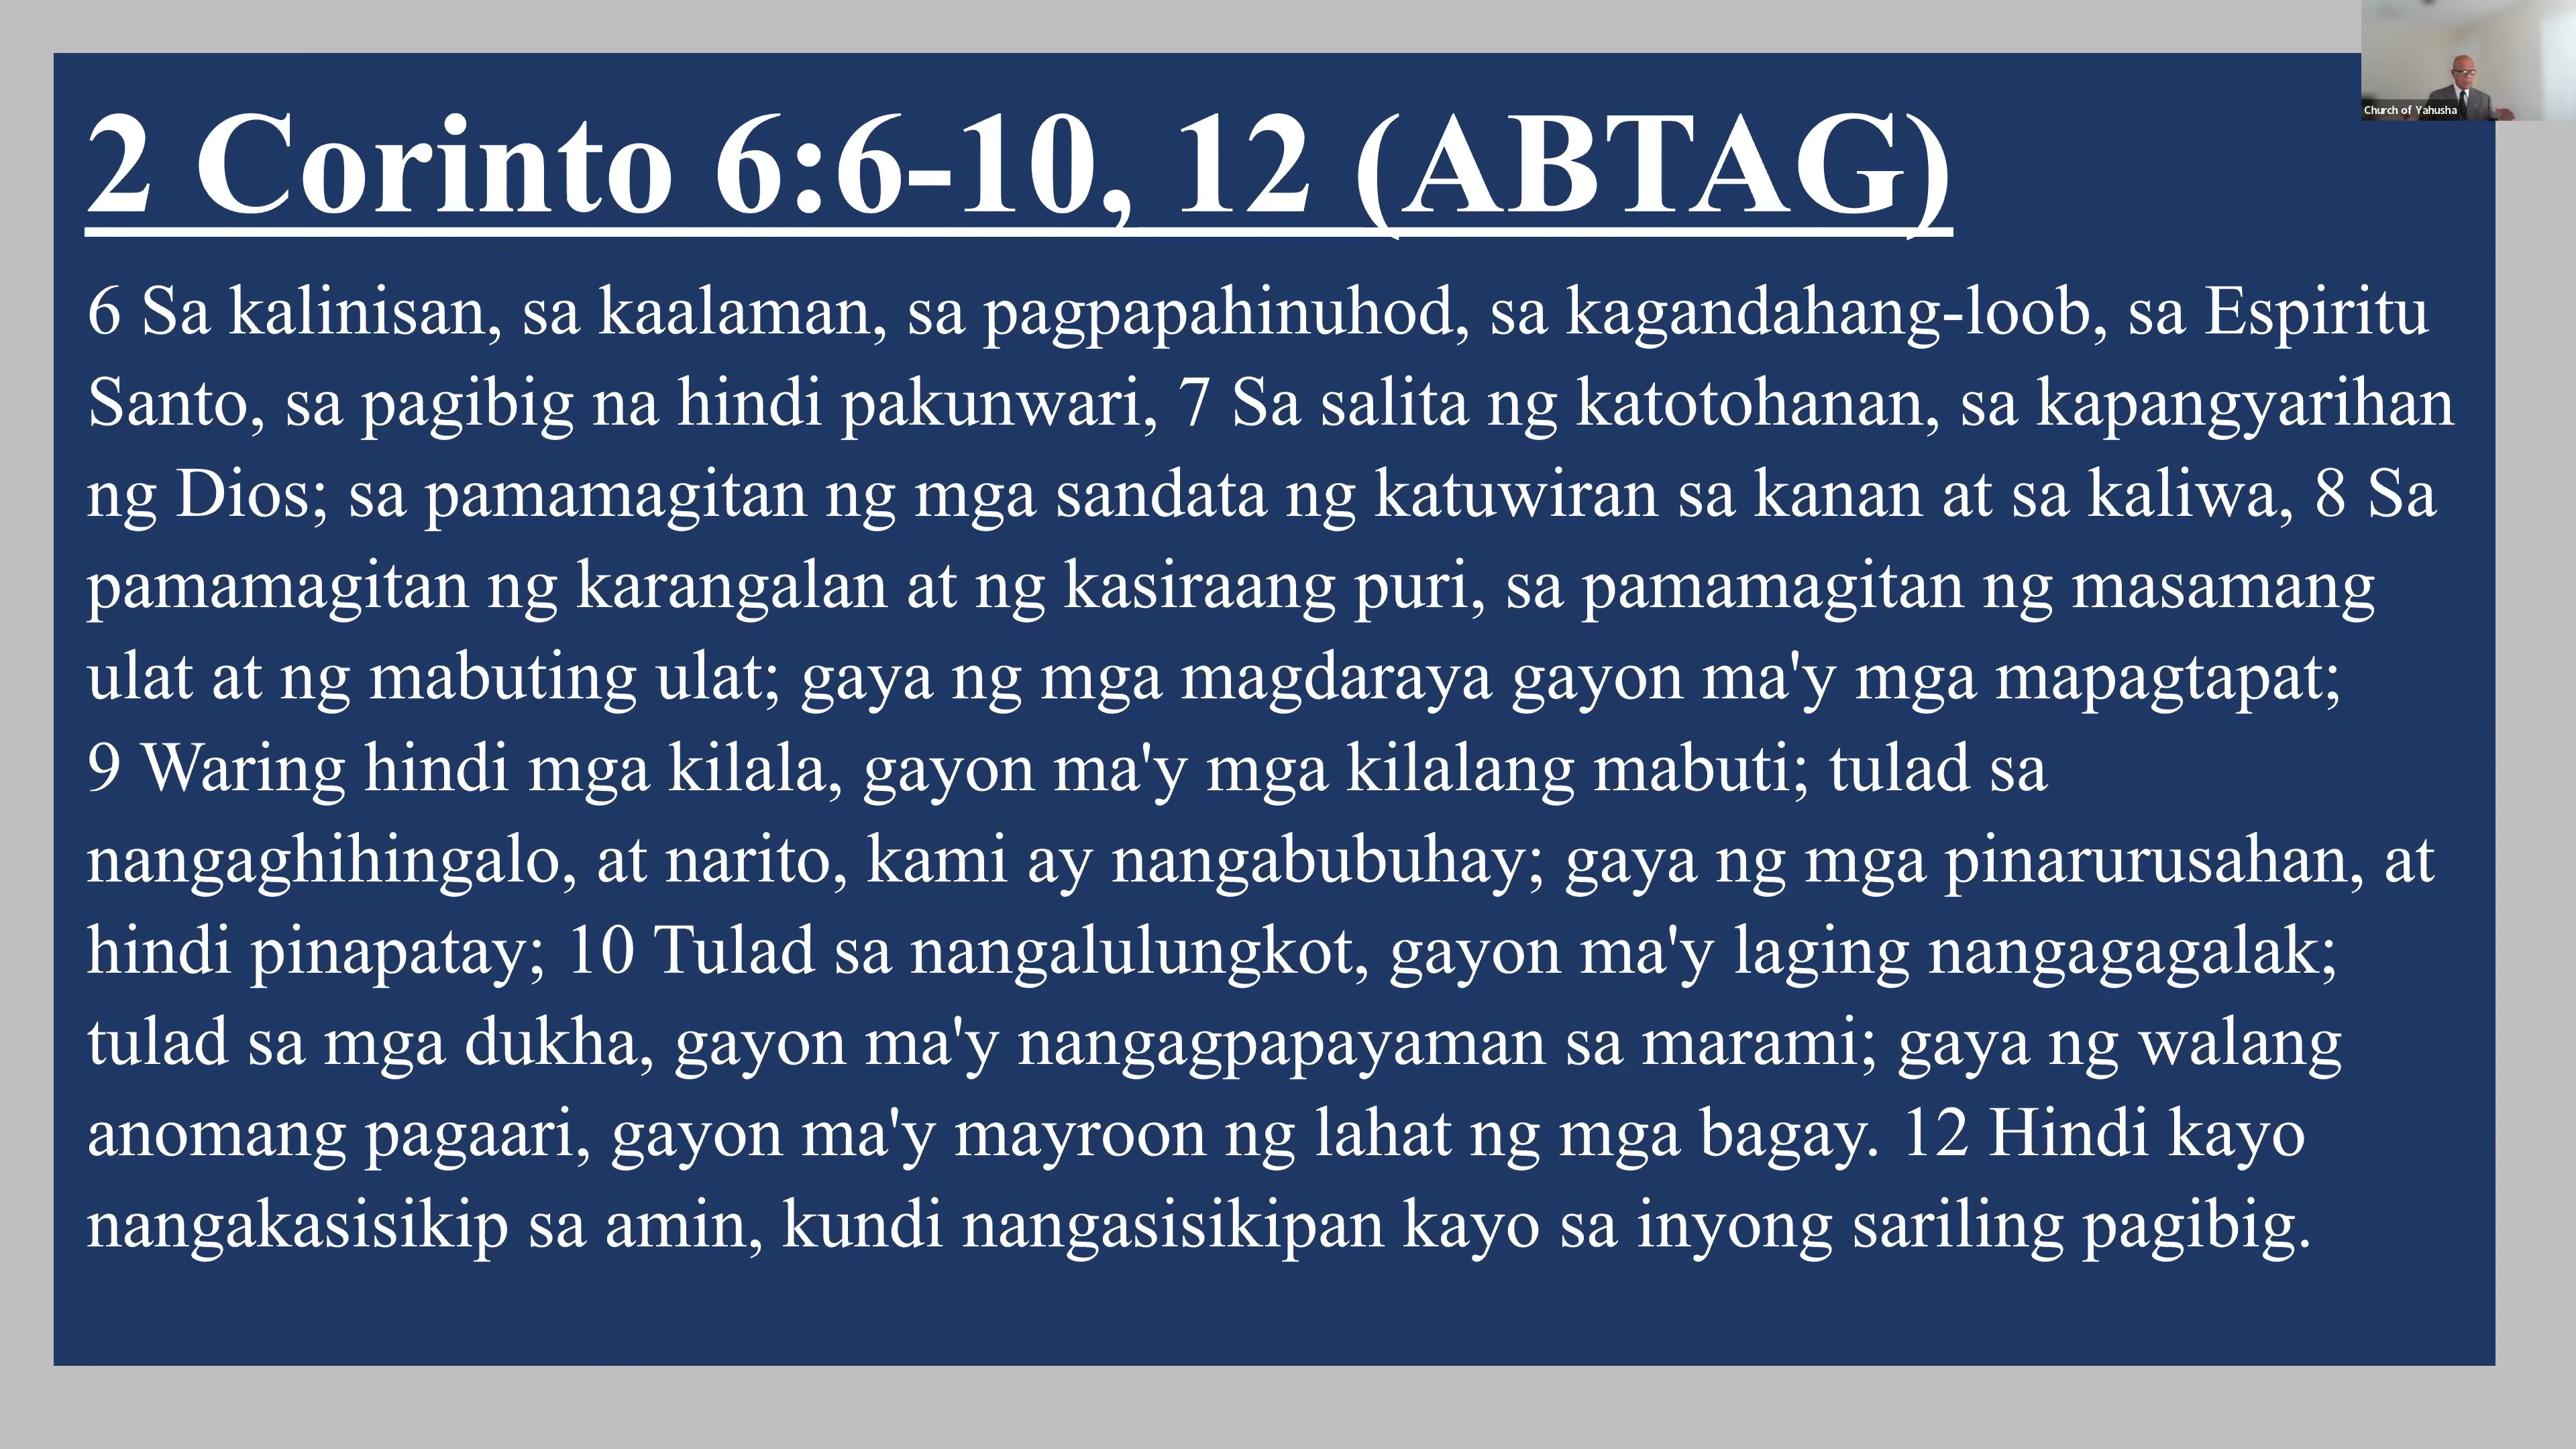 2 Corinto 6:6-10, 12 (ABTAG)
6 Sa kalinisan, sa kaalaman, sa pagpapahinuhod, sa kagandahang-loob, sa Espiritu
Santo, sa pagibig na hindi pakunwari, 7 Sa salita ng katotohanan, sa kapangyarihan
ng Dios; sa pamamagitan ng mga sandata ng katuwiran sa kanan at sa kaliwa, 8 Sa
pamamagitan ng karangalan at ng kasiraang puri, sa pamamagitan ng masamang
ulat at ng mabuting ulat; gaya ng mga magdaraya gayon ma'y mga mapagtapat;
9 Waring hindi mga kilala, gayon ma'y mga kilalang mabuti; tulad sa
nangaghihingalo, at narito, kami ay nangabubuhay; gaya ng mga pinarurusahan, at
hindi pinapatay; 10 Tulad sa nangalulungkot, gayon ma'y laging nangagagalak;
tulad sa mga dukha, gayon ma'y nangagpapayaman sa marami; gaya ng walang
anomang pagaari, gayon ma'y mayroon ng lahat ng mga bagay. 12 Hindi kayo
nangakasisikip sa amin, kundi nangasisikipan kayo sa inyong sariling pagibig.
Church of Yahusha